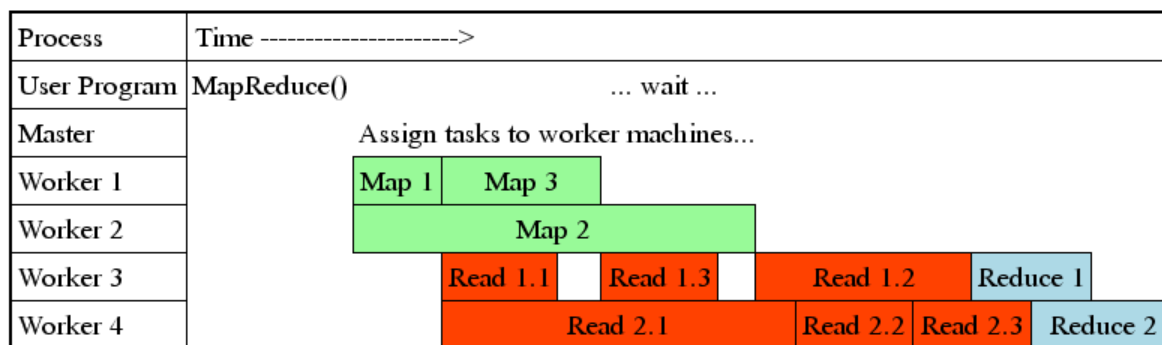 Process Time ---------------------->
User Program MapReduce() ... wait ...
Master Assign tasks to worker machines...
Worker 1 Map 1 Map 3
Worker 2 Map 2
Worker 3 Read 1.1 Read 1.3 Read 1.2 Reduce 1
Worker 4 Read 2.1 Read 2.2 Read 2.3 Reduce 2